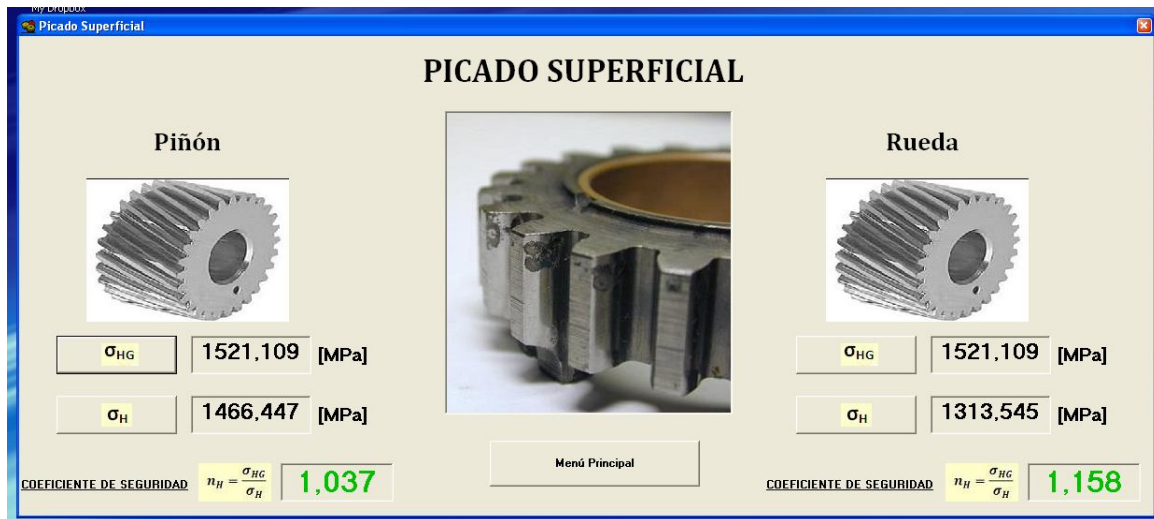 My Dropbox
Picado Superficial
PICADO SUPERFICIAL
Piñón
Rueda
σHG 1521,109 [MPa]
σHG 1521,109 [MPa]
σH 1466,447 [MPa]
σH 1313,545 [MPa]
Menú Principal
COEFICIENTE DE SEGURIDAD nH = σHG / σH 1,037
COEFICIENTE DE SEGURIDAD nH = σHG / σH 1,158